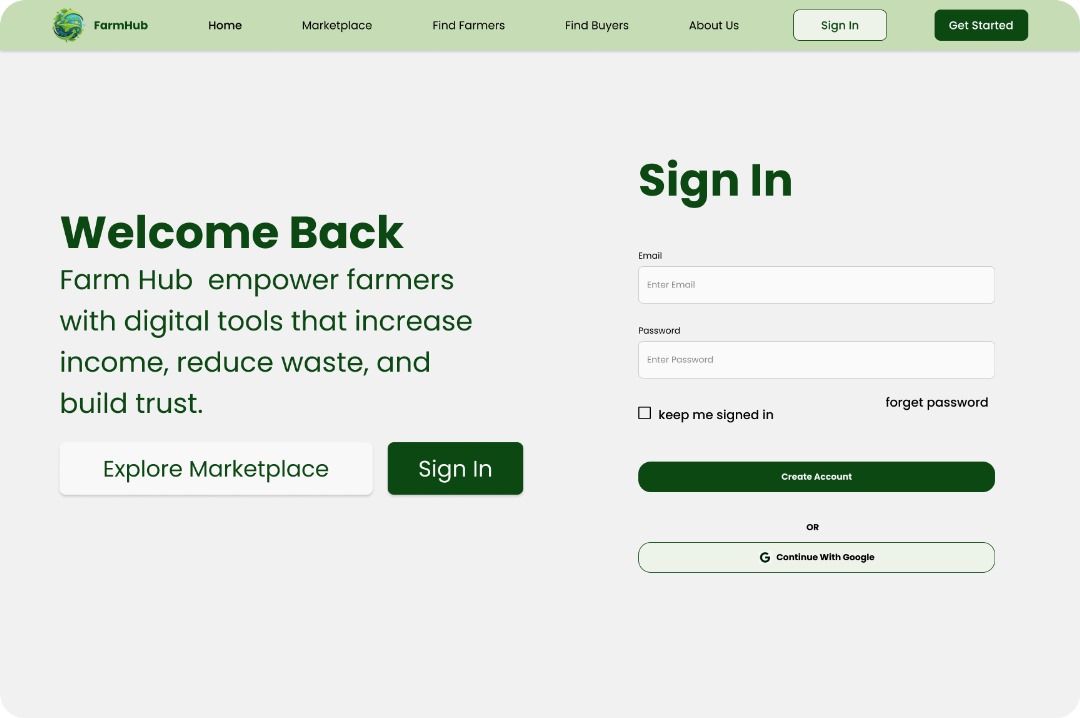 FarmHub
Home
Marketplace
Find Farmers
Find Buyers
About Us
Sign In
Get Started
Welcome Back
Farm Hub  empower farmers
with digital tools that increase
income, reduce waste, and
build trust.
Explore Marketplace
Sign In
Sign In
Email
Enter Email
Password
Enter Password
keep me signed in
forget password
Create Account
OR
Continue With Google